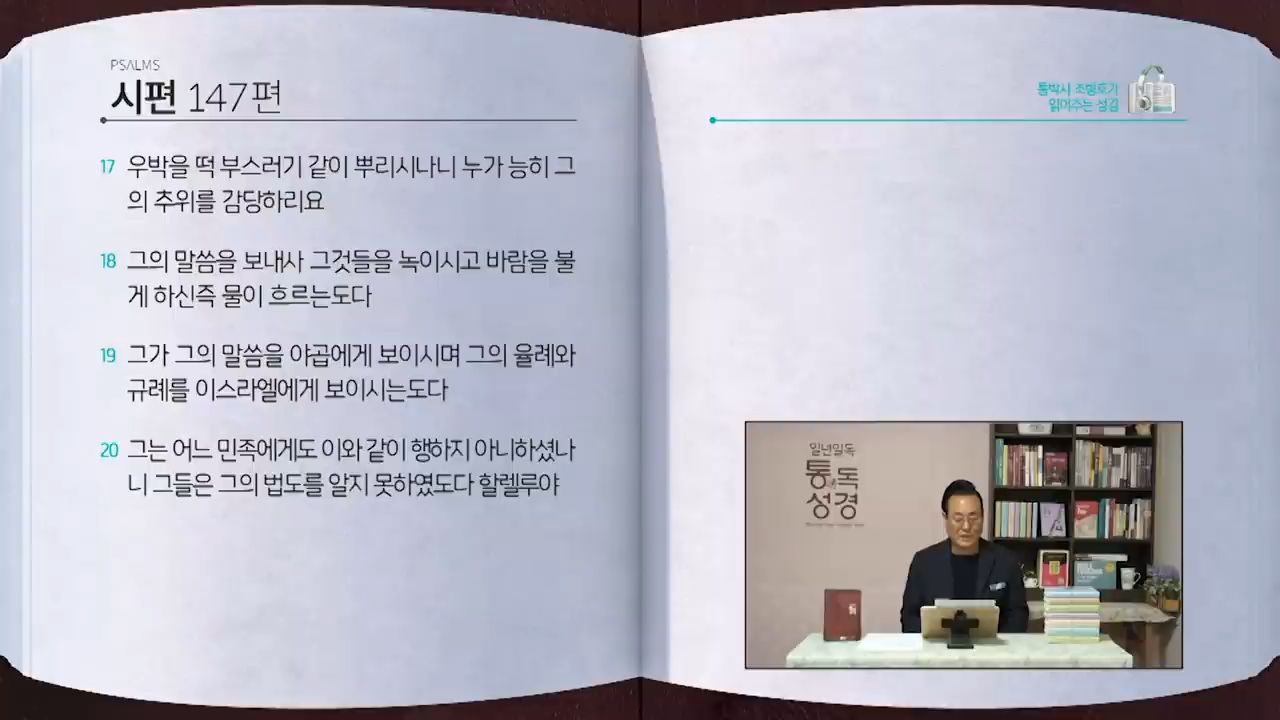 PSALMS
시편 147편
17 우박을 떡 부스러기 같이 뿌리시나니 누가 능히 그
의 추위를 감당하리요
18 그의 말씀을 보내사 그것들을 녹이시고 바람을 불
게 하신즉 물이 흐르는도다
19 그가 그의 말씀을 야곱에게 보이시며 그의 율례와
규례를 이스라엘에게 보이시는도다
20 그는 어느 민족에게도 이와 같이 행하지 아니하셨나
니 그들은 그의 법도를 알지 못하였도다 할렐루야
통박사 조병호가
읽어주는 성경
일년일독
통독
성경